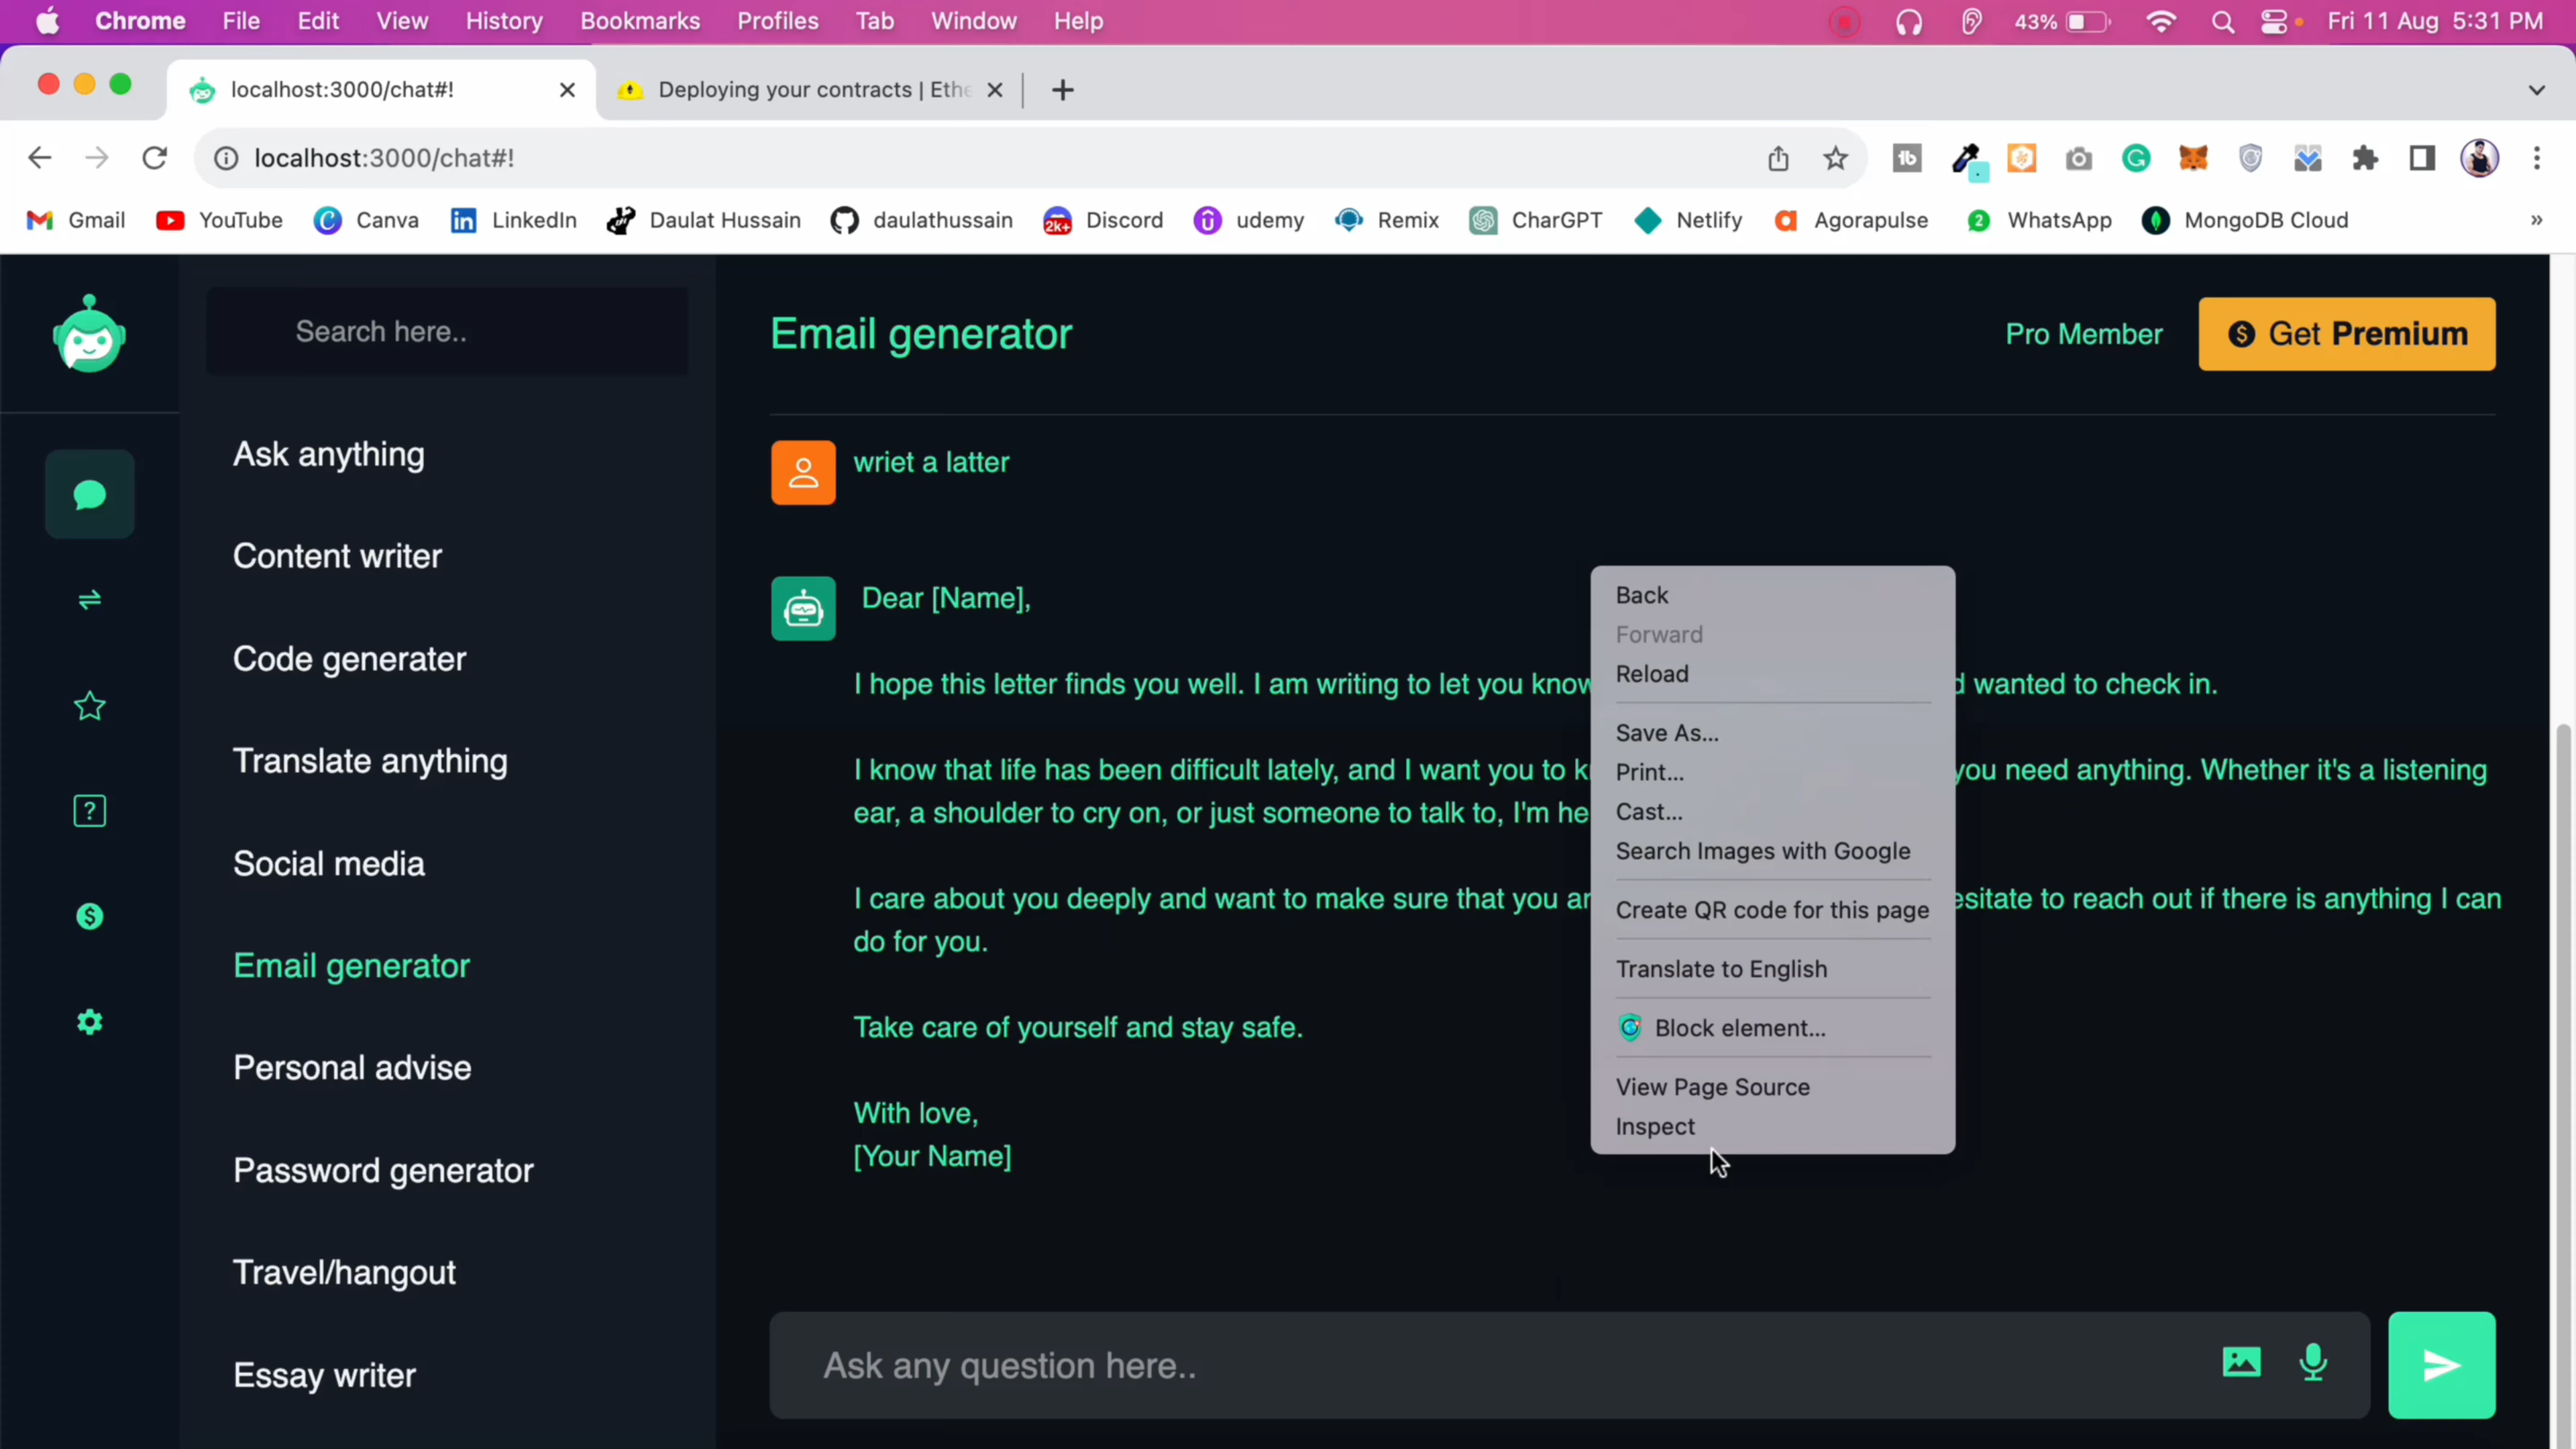 Chrome File Edit View History Bookmarks Profiles Tab Window Help 43% Fri 11 Aug 5:31 PM
localhost:3000/chat#! Deploying your contracts | Ethe
localhost:3000/chat#!
Gmail YouTube Canva LinkedIn Daulat Hussain daulathussain 2k+ Discord udemy Remix CharGPT Netlify Agorapulse 2 WhatsApp MongoDB Cloud »
Search here..
Ask anything
Content writer
Code generater
Translate anything
Social media
Email generator
Personal advise
Password generator
Travel/hangout
Essay writer
Email generator
Pro Member
Get Premium
wriet a latter
Dear [Name],
I hope this letter finds you well. I am writing to let you know d wanted to check in.
I know that life has been difficult lately, and I want you to k you need anything. Whether it's a listening
ear, a shoulder to cry on, or just someone to talk to, I'm he
I care about you deeply and want to make sure that you ar esitate to reach out if there is anything I can
do for you.
Take care of yourself and stay safe.
With love,
[Your Name]
Back
Forward
Reload
Save As...
Print...
Cast...
Search Images with Google
Create QR code for this page
Translate to English
Block element...
View Page Source
Inspect
Ask any question here..